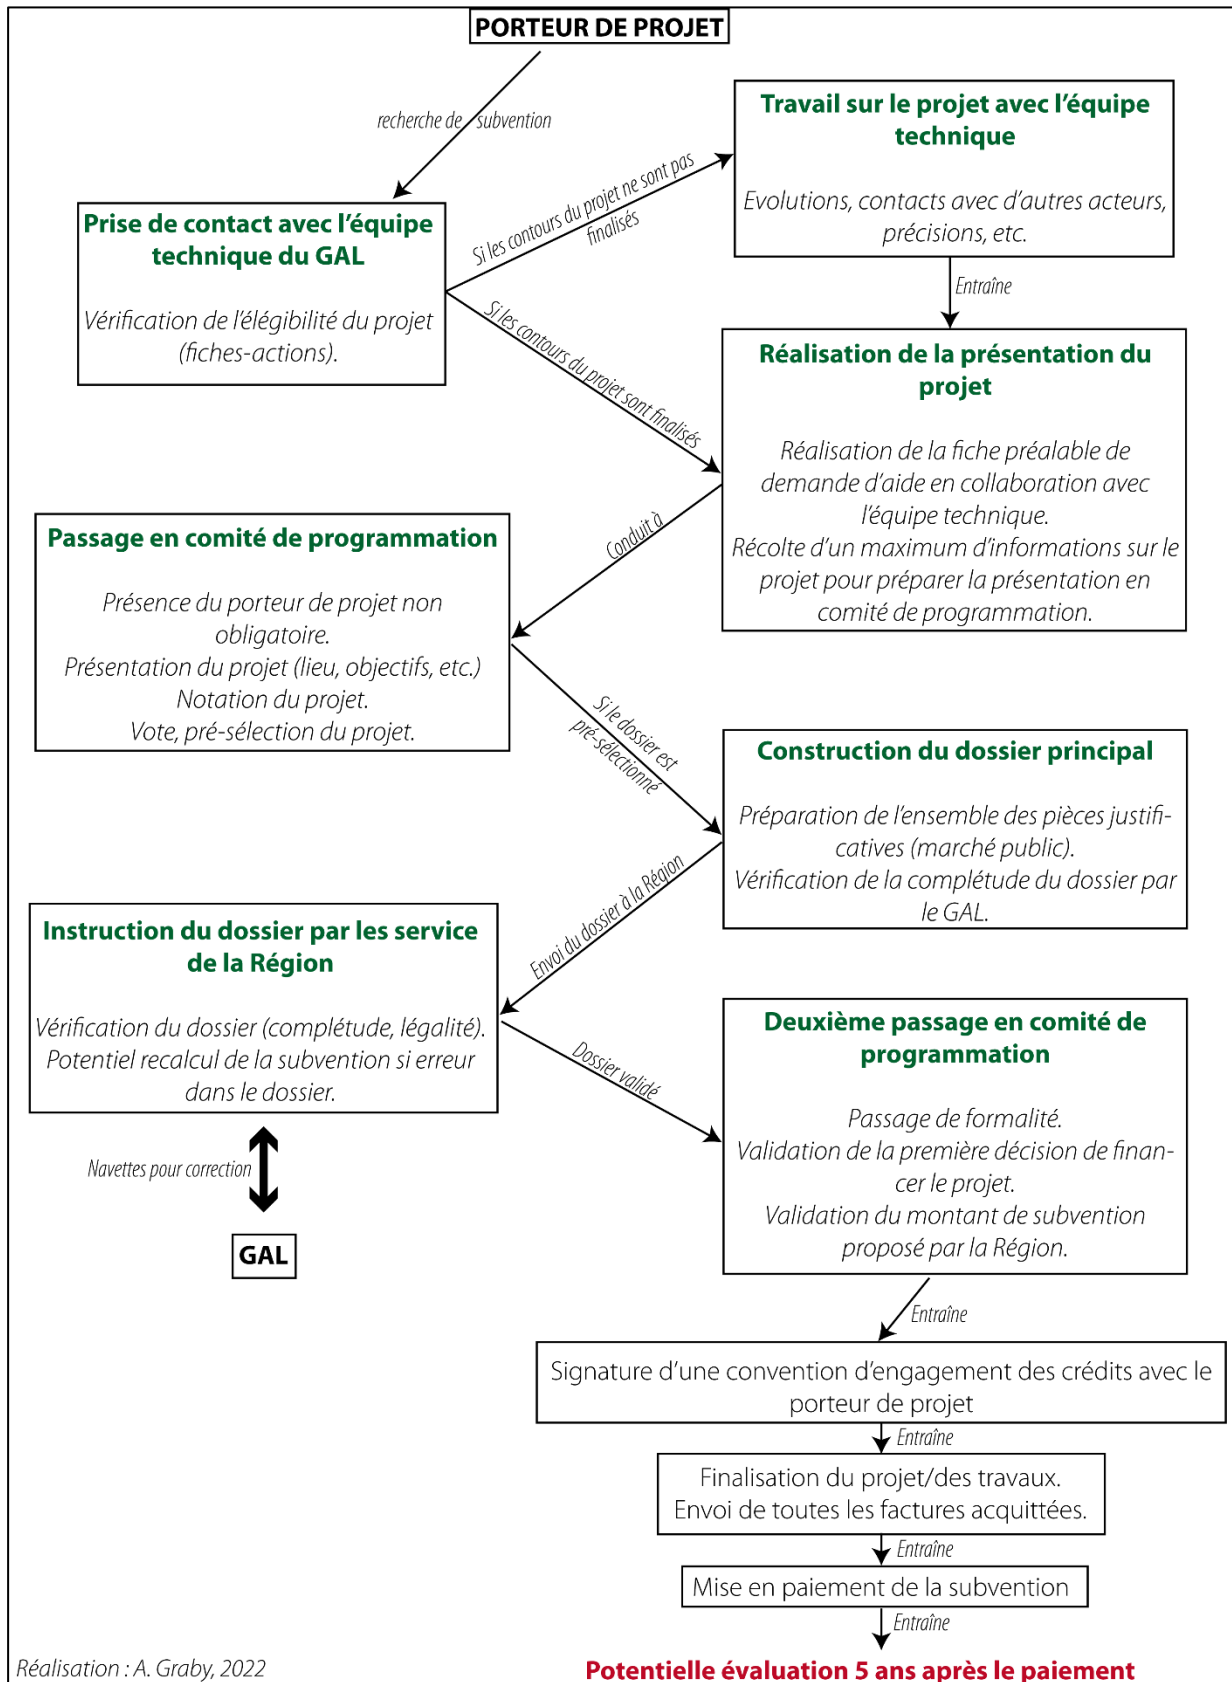 PORTEUR DE PROJET
recherche de subvention
Prise de contact avec l'équipe
technique du GAL
Vérification de l'élégibilité du projet
(fiches-actions).
Si les contours du projet ne sont pas
finalisés
Travail sur le projet avec l'équipe
technique
Evolutions, contacts avec d'autres acteurs,
précisions, etc.
Entraîne
Si les contours du projet sont finalisés
Réalisation de la présentation du
projet
Réalisation de la fiche préalable de
demande d'aide en collaboration avec
l'équipe technique.
Récolte d'un maximum d'informations sur le
projet pour préparer la présentation en
comité de programmation.
Conduit à
Passage en comité de programmation
Présence du porteur de projet non
obligatoire.
Présentation du projet (lieu, objectifs, etc.)
Notation du projet.
Vote, pré-sélection du projet.
Si le dossier est
pré-sélectionné
Construction du dossier principal
Préparation de l'ensemble des pièces justifi-
catives (marché public).
Vérification de la complétude du dossier par
le GAL.
Envoi du dossier à la Région
Instruction du dossier par les service
de la Région
Vérification du dossier (complétude, légalité).
Potentiel recalcul de la subvention si erreur
dans le dossier.
Navettes pour correction
GAL
Dossier validé
Deuxième passage en comité de
programmation
Passage de formalité.
Validation de la première décision de finan-
cer le projet.
Validation du montant de subvention
proposé par la Région.
Entraîne
Signature d'une convention d'engagement des crédits avec le
porteur de projet
Entraîne
Finalisation du projet/des travaux.
Envoi de toutes les factures acquittées.
Entraîne
Mise en paiement de la subvention
Entraîne
Potentielle évaluation 5 ans après le paiement
Réalisation : A. Graby, 2022